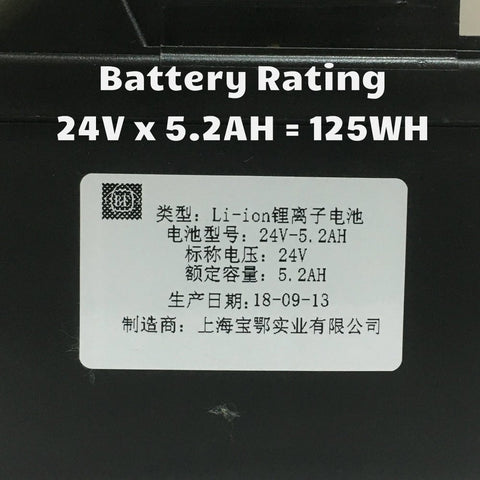 Battery Rating
24V x 5.2AH = 125WH
类型: Li-ion锂离子电池
电池型号: 24V-5.2AH
标称电压: 24V
额定容量: 5.2AH
生产日期:18-09-13
制造商: 上海宝鄂实业有限公司